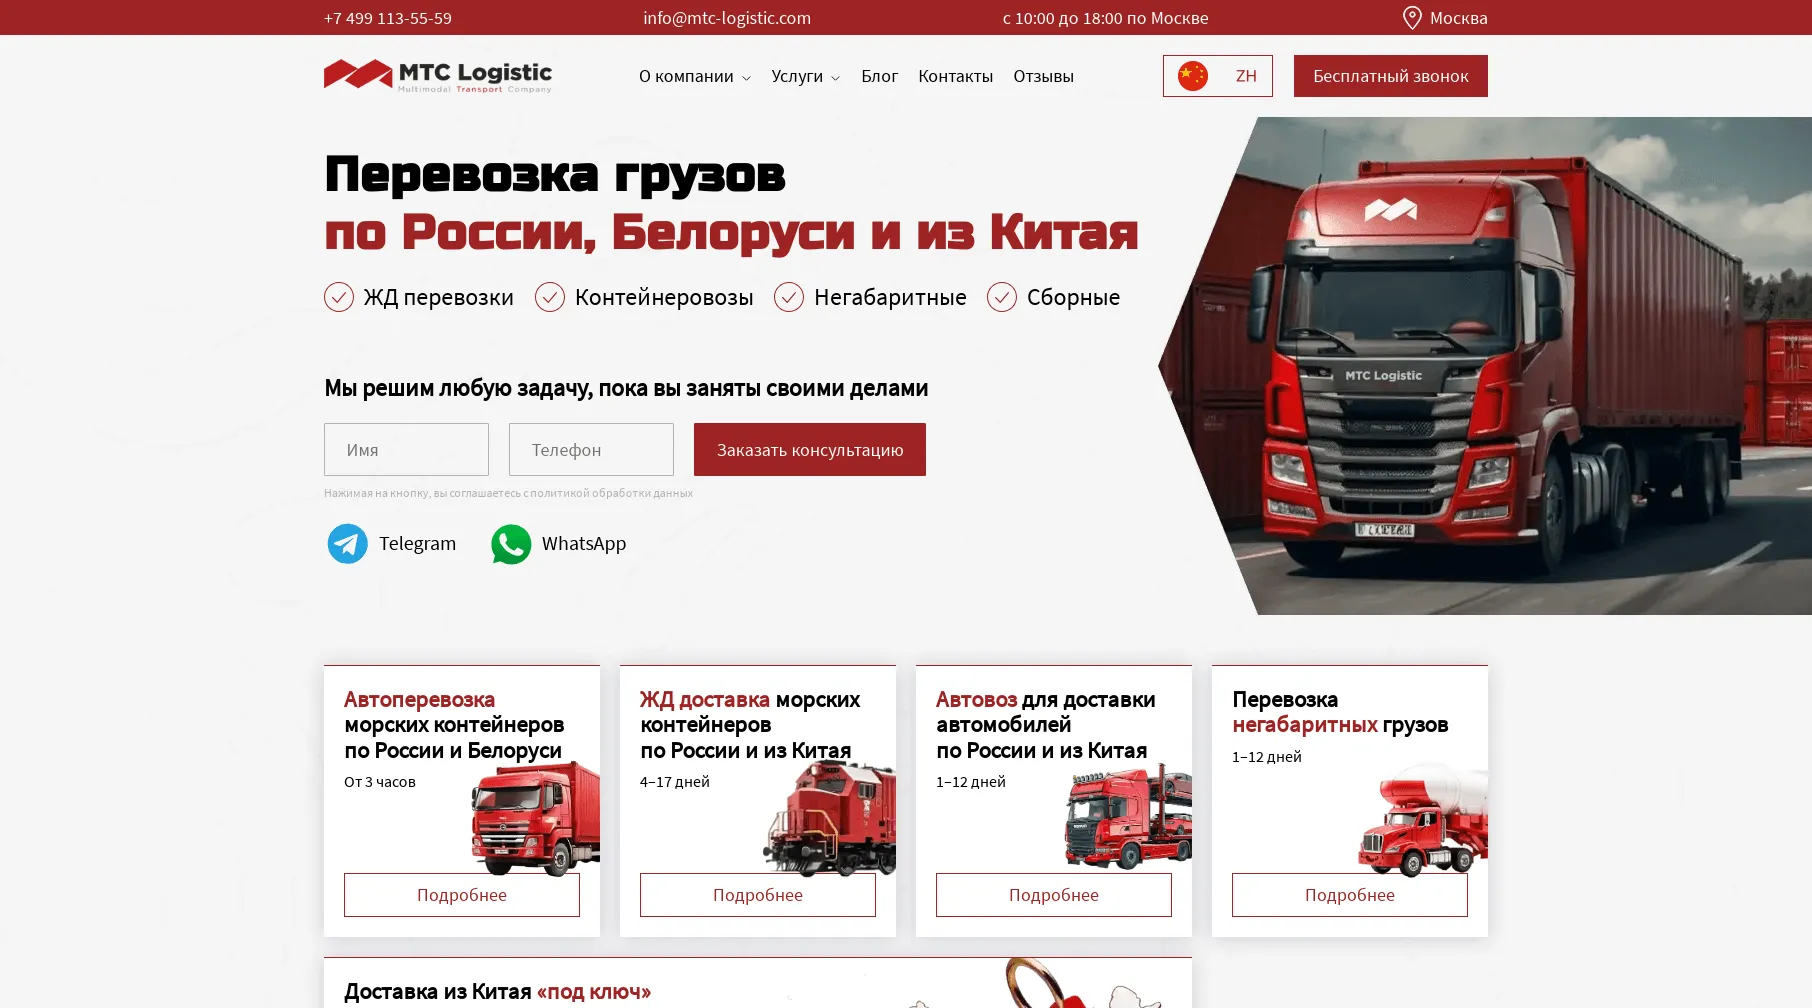 +7 499 113-55-59
info@mtc-logistic.com
с 10:00 до 18:00 по Москве
Москва
MTC Logistic
Multimodal Transport Company
О компании
Услуги
Блог
Контакты
Отзывы
ZH
Бесплатный звонок
Перевозка грузов
по России, Белоруси и из Китая
ЖД перевозки
Контейнеровозы
Негабаритные
Сборные
MTC Logistic
Мы решим любую задачу, пока вы заняты своими делами
Имя
Телефон
Заказать консультацию
Нажимая на кнопку, вы соглашаетесь с политикой обработки данных
Telegram
WhatsApp
Автоперевозка
морских контейнеров
по России и Белоруси
От 3 часов
Подробнее
ЖД доставка морских
контейнеров
по России и из Китая
4–17 дней
Подробнее
Автовоз для доставки
автомобилей
по России и из Китая
1–12 дней
Подробнее
Перевозка
негабаритных грузов
1–12 дней
Подробнее
Доставка из Китая «под ключ»